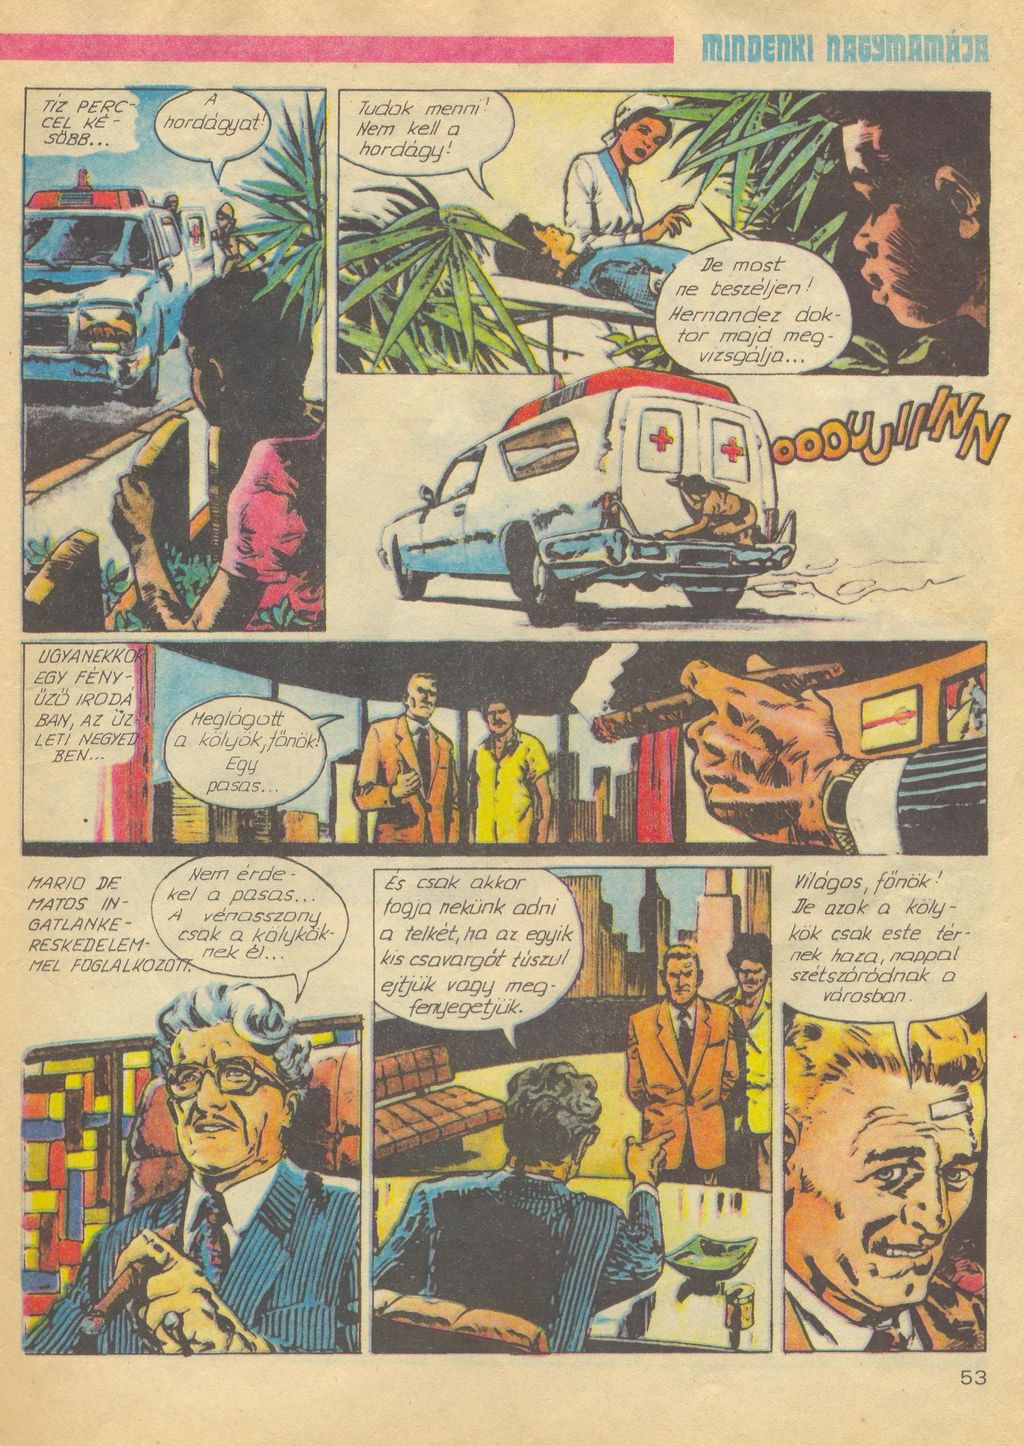 MINDENKI NAGYMAMÁJA
TÍZ PERC-
CEL KÉ-
SŐBB...
A
hordágyat!
Tudok menni!
Nem kell a
hordágy!
De most
ne beszéljen!
Hernandez dok-
tor majd meg-
vizsgálja...
OOOUJIIINN
UGYANEKKOR
EGY FÉNY-
ŰZŐ IRODÁ
BAN, AZ ÜZ-
LETI NEGYED
BEN...
Meglógott
a kölyök, főnök!
Egy
pasas...
MARIO DE
MATOS IN-
GATLANKE-
RESKEDELEM-
MEL FOGLALKOZOTT.
Nem érde-
kel a pasas...
A vénasszony
csak a kölykök-
nek él...
És csak akkor
fogja nekünk adni
a telkét, ha az egyik
kis csavargót túszul
ejtjük vagy meg-
fenyegetjük.
Világos, főnök!
De azok a köly-
kök csak este tér-
nek haza, nappal
szétszóródnak a
városban.
53